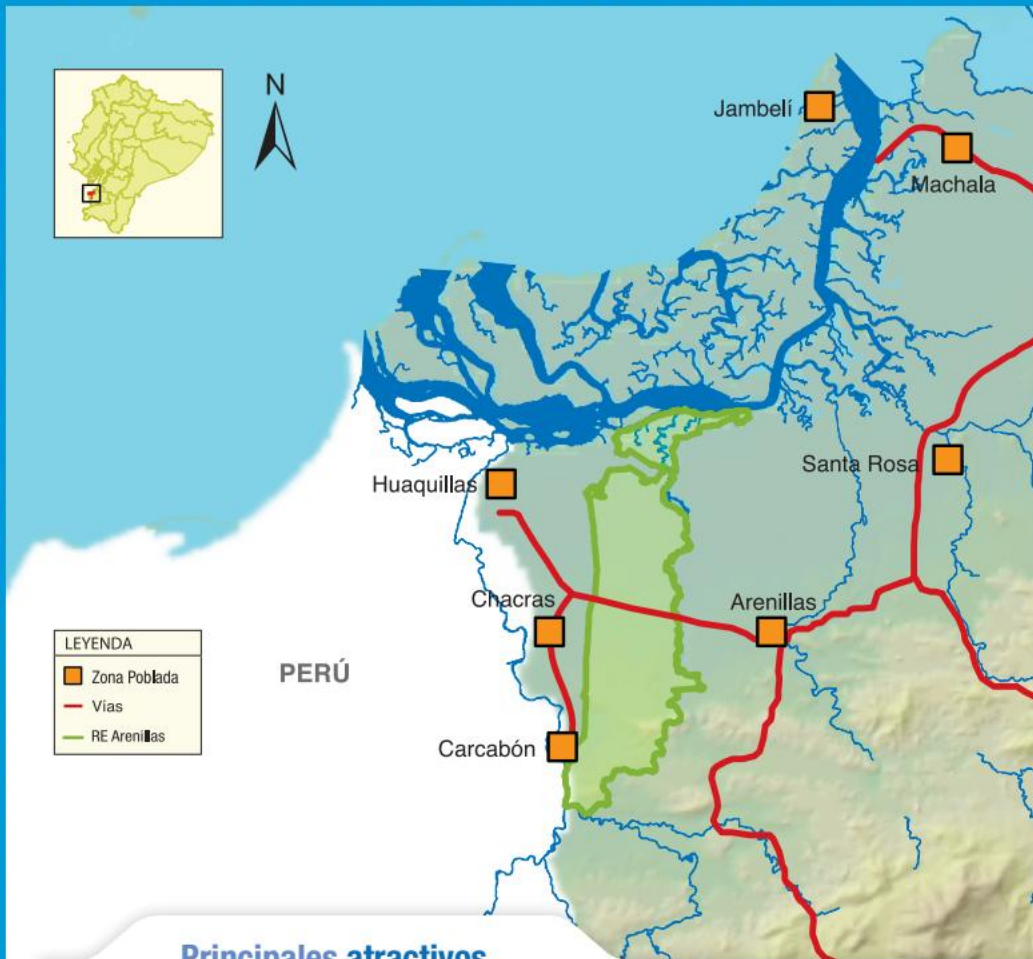 N
Jambelí
Machala
Santa Rosa
Huaquillas
Chacras
Arenillas
LEYENDA
Zona Poblada
Vías
RE Arenillas
PERÚ
Carcabón
Principales atractivos